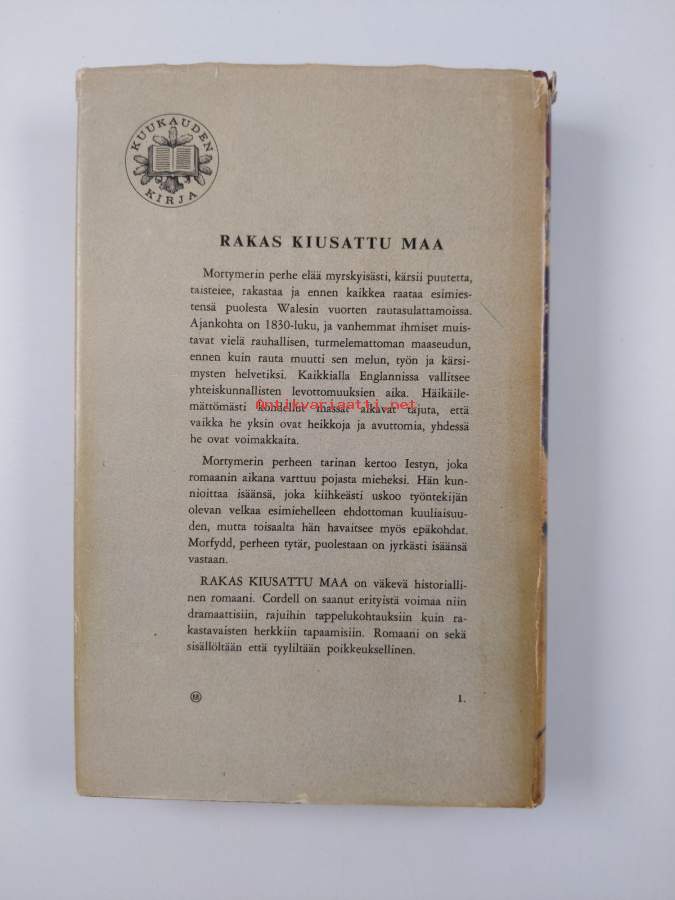 KUUKAUDEN
KIRJA
RAKAS KIUSATTU MAA
Mortymerin perhe elää myrskyisästi, kärsii puutetta,
taistelee, rakastaa ja ennen kaikkea raataa esimies-
tensä puolesta Walesin vuorten rautasulattamoissa.
Ajankohta on 1830-luku, ja vanhemmat ihmiset muis-
tavat vielä rauhallisen, turmelemattoman maaseudun,
ennen kuin rauta muutti sen melun, työn ja kärsi-
mysten helvetiksi. Kaikkialla Englannissa vallitsee
yhteiskunnallisten levottomuuksien aika. Häikäile-
mättömästi kohdellut massat alkavat tajuta, että
Antikvariaatti.net
vaikka he yksin ovat heikkoja ja avuttomia, yhdessä
he ovat voimakkaita.
Mortymerin perheen tarinan kertoo Iestyn, joka
romaanin aikana varttuu pojasta mieheksi. Hän kun-
nioittaa isäänsä, joka kiihkeästi uskoo työntekijän
olevan velkaa esimiehelleen ehdottoman kuuliaisuu-
den, mutta toisaalta hän havaitsee myös epäkohdat.
Morfydd, perheen tytär, puolestaan on jyrkästi isäänsä
vastaan.
RAKAS KIUSATTU MAA on väkevä historialli-
nen romaani. Cordell on saanut erityistä voimaa niin
dramaattisiin, rajuihin tappelukohtauksiin kuin ra-
kastavaisten herkkiin tapaamisiin. Romaani on sekä
sisällöltään että tyyliltään poikkeuksellinen.
1.